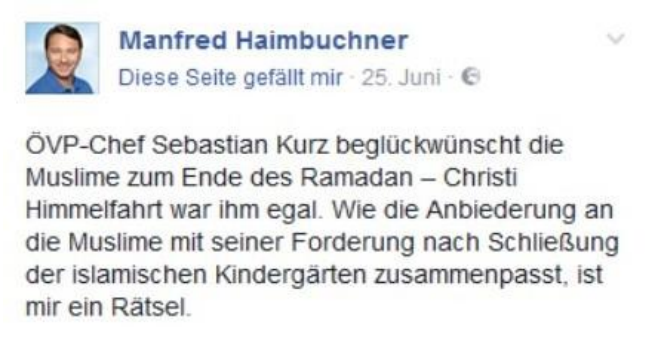 Manfred Haimbuchner
Diese Seite gefällt mir · 25. Juni ·
ÖVP-Chef Sebastian Kurz beglückwünscht die
Muslime zum Ende des Ramadan – Christi
Himmelfahrt war ihm egal. Wie die Anbiederung an
die Muslime mit seiner Forderung nach Schließung
der islamischen Kindergärten zusammenpasst, ist
mir ein Rätsel.